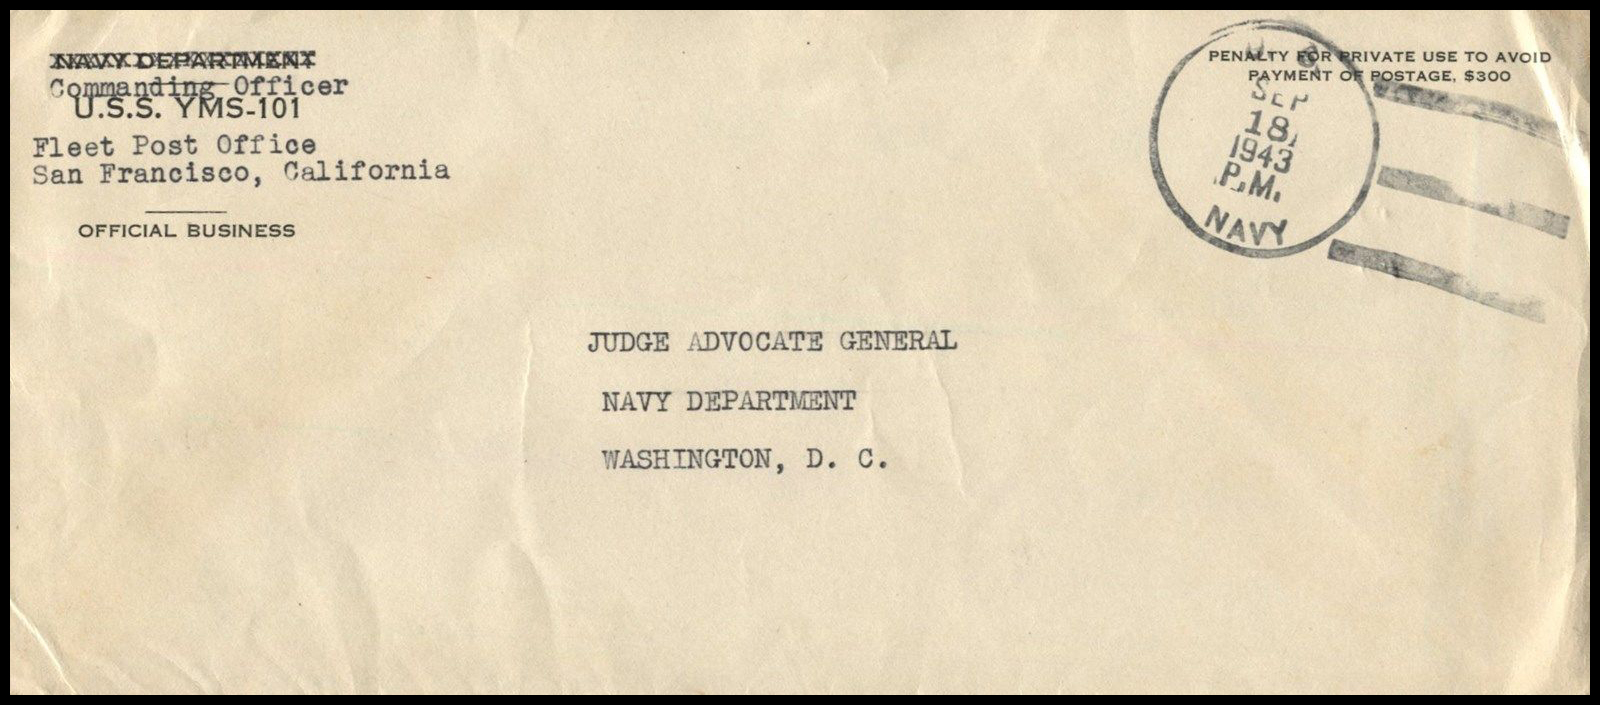 NAVY DEPARTMENT
Commanding Officer
U.S.S. YMS-101
Fleet Post Office
San Francisco, California
OFFICIAL BUSINESS
PENALTY FOR PRIVATE USE TO AVOID
PAYMENT OF POSTAGE, $300
U. S.
SEP
18
1943
P.M.
NAVY
JUDGE ADVOCATE GENERAL
NAVY DEPARTMENT
WASHINGTON, D. C.